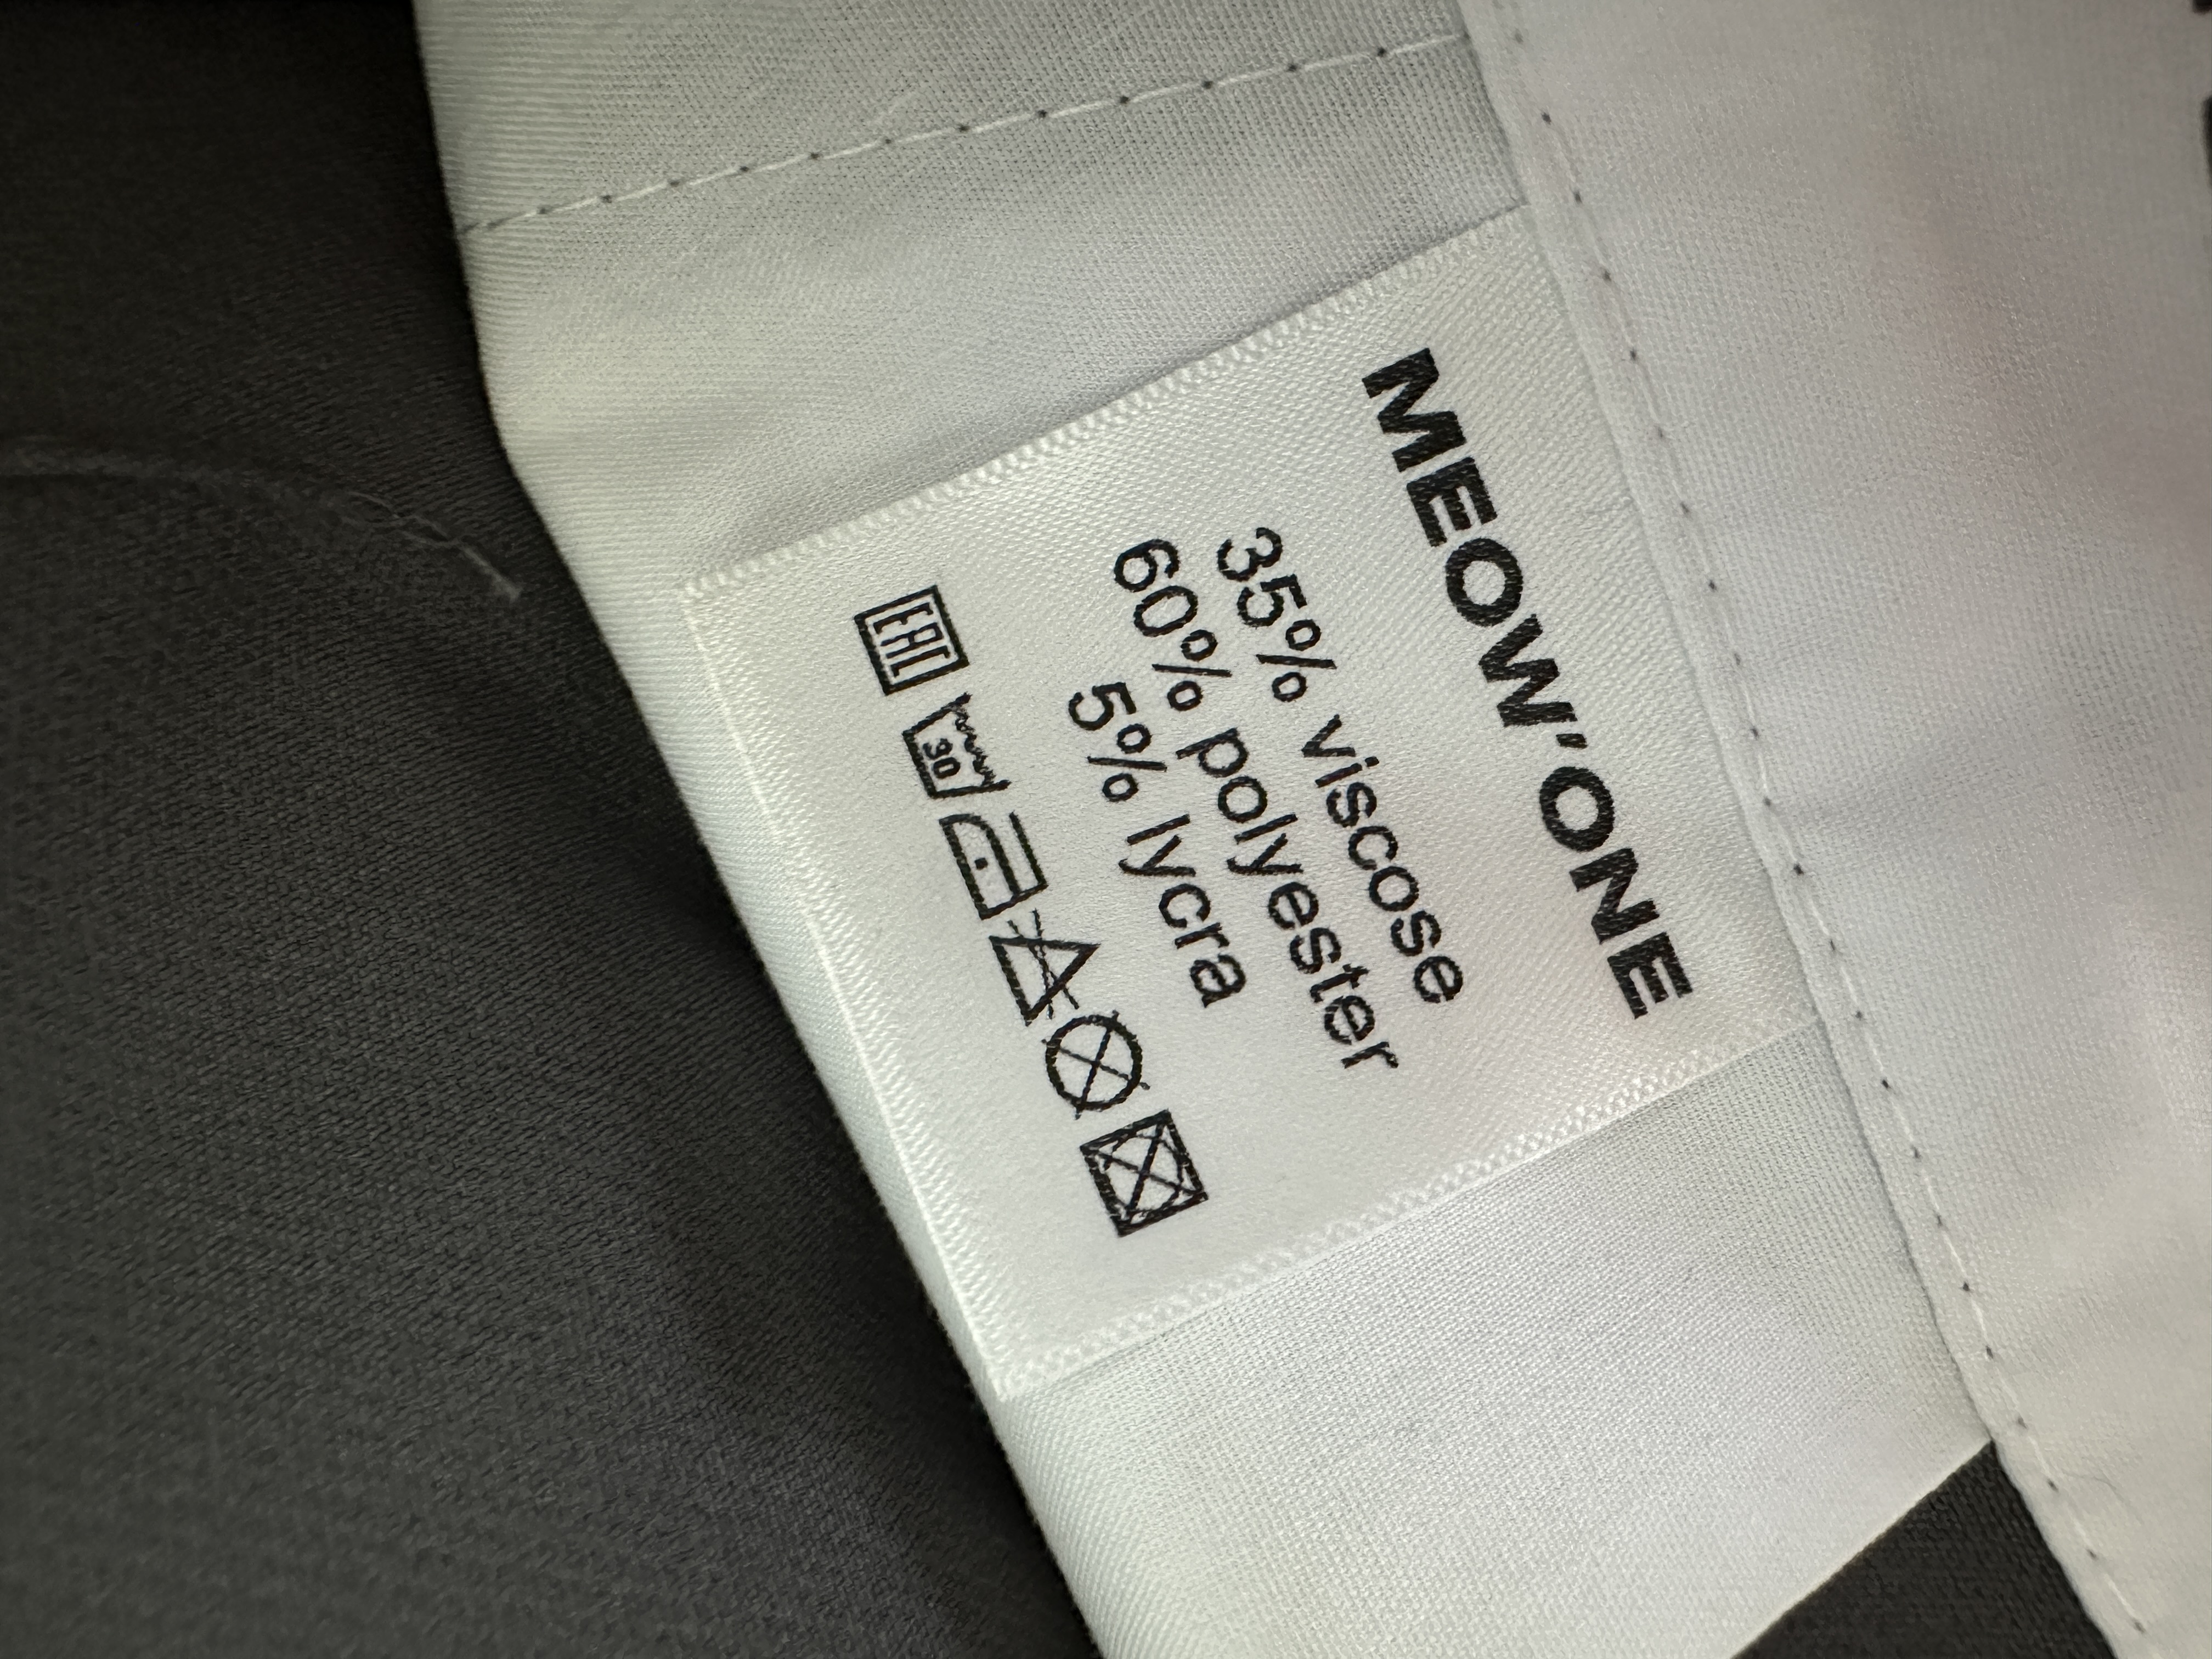 MEOW'ONE
35% viscose
60% polyester
5% lycra
EAC 30